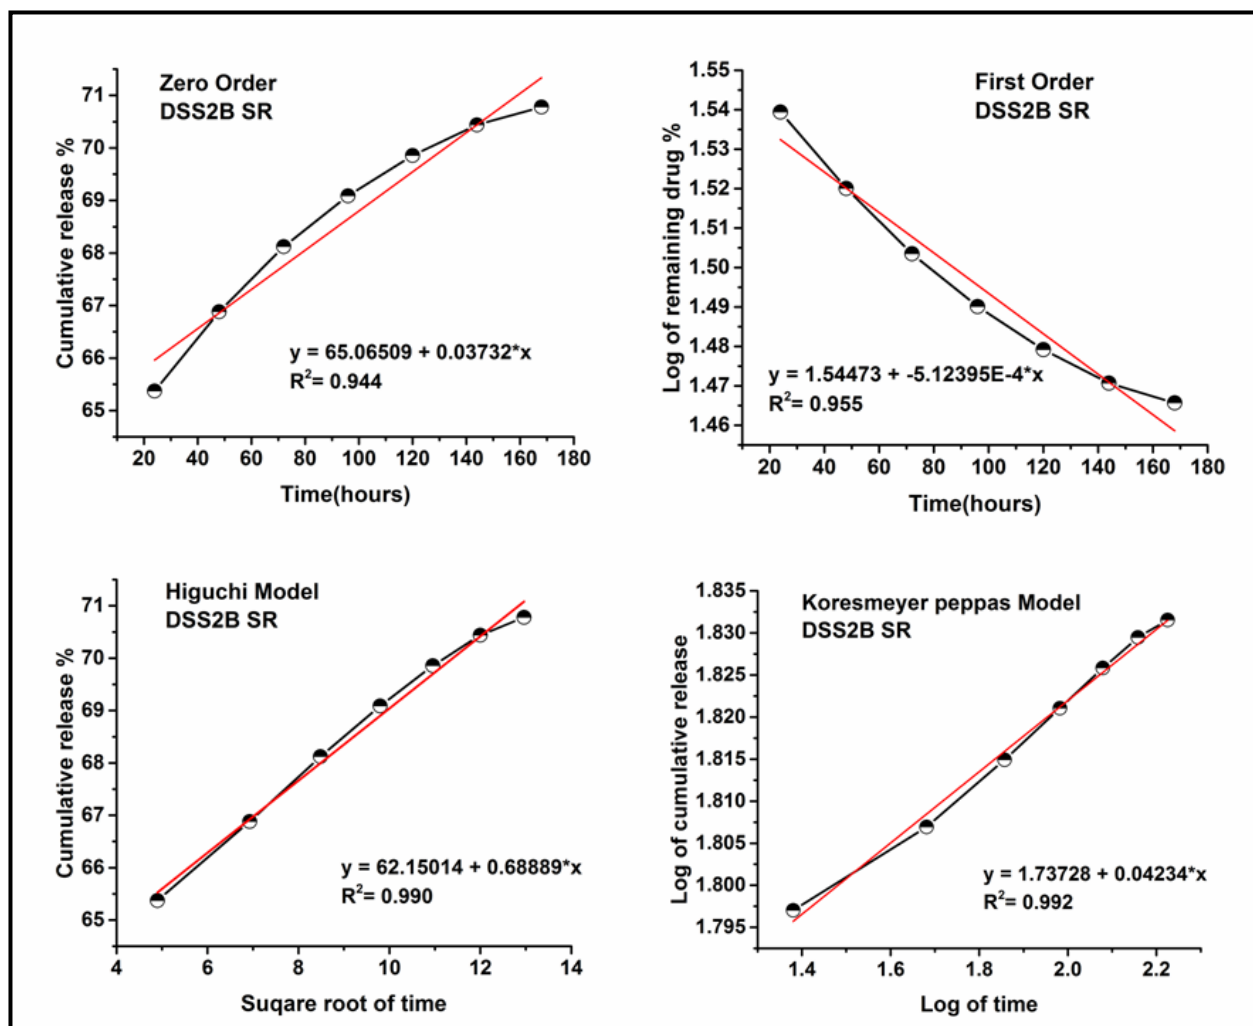 Zero Order
DSS2B SR
Cumulative release %
71
70
69
68
67
66
65
y = 65.06509 + 0.03732*x
R2= 0.944
20 40 60 80 100 120 140 160 180
Time(hours)
First Order
DSS2B SR
Log of remaining drug %
1.55
1.54
1.53
1.52
1.51
1.50
1.49
1.48
1.47
1.46
y = 1.54473 + -5.12395E-4*x
R2= 0.955
20 40 60 80 100 120 140 160 180
Time(hours)
Higuchi Model
DSS2B SR
Cumulative release %
71
70
69
68
67
66
65
y = 62.15014 + 0.68889*x
R2= 0.990
4 6 8 10 12 14
Suqare root of time
Koresmeyer peppas Model
DSS2B SR
Log of cumulative release
1.835
1.830
1.825
1.820
1.815
1.810
1.805
1.800
1.795
y = 1.73728 + 0.04234*x
R2= 0.992
1.4 1.6 1.8 2.0 2.2
Log of time